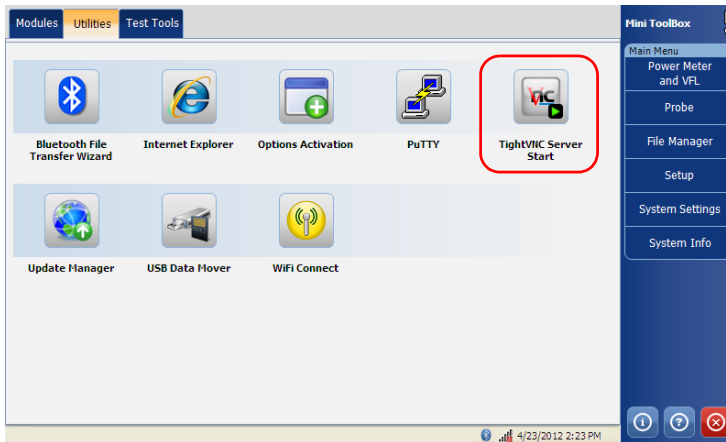 Modules Utilities Test Tools
Mini ToolBox
Main Menu
Power Meter
and VFL
Probe
File Manager
Setup
System Settings
System Info
Bluetooth File
Transfer Wizard
Internet Explorer
Options Activation
PuTTY
VNC
TightVNC Server
Start
Update Manager
USB Data Mover
WiFi Connect
4/23/2012 2:23 PM